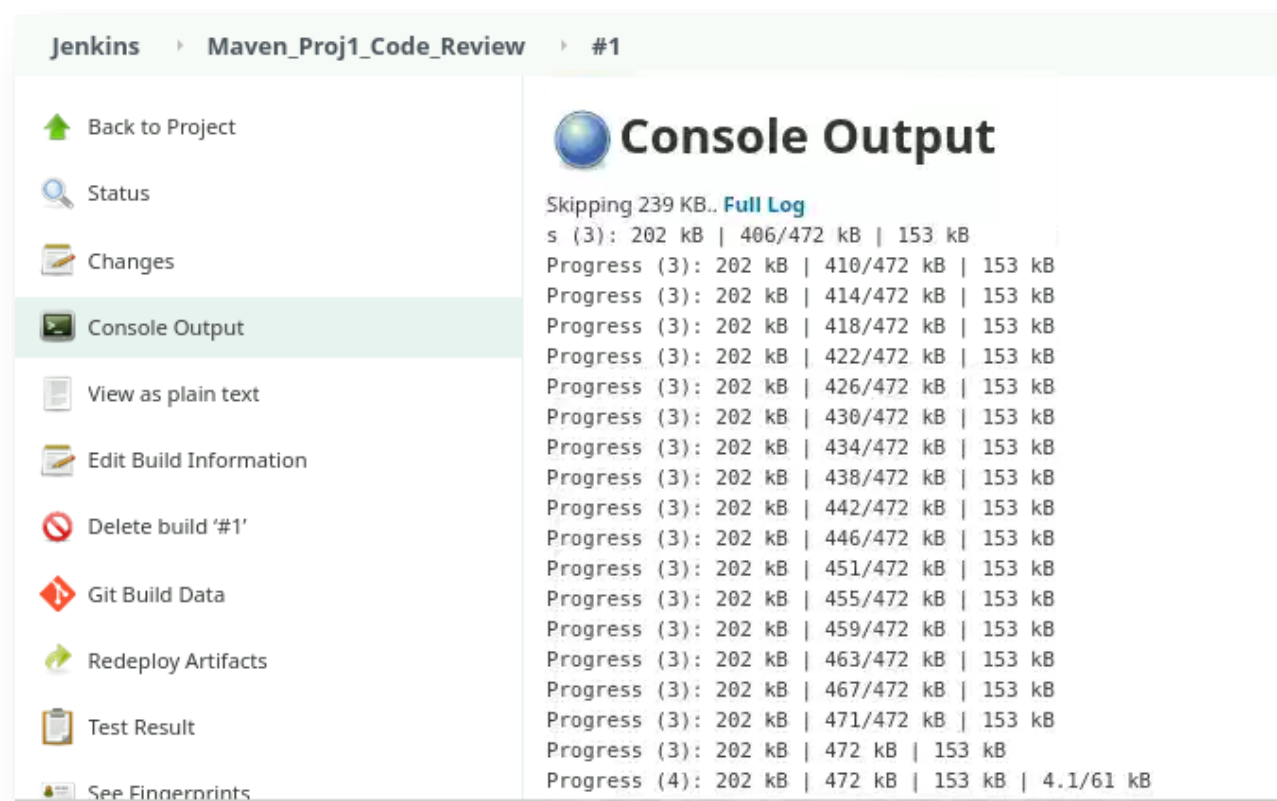 Jenkins Maven_Proj1_Code_Review #1
Back to Project
Status
Changes
Console Output
View as plain text
Edit Build Information
Delete build ‘#1’
Git Build Data
Redeploy Artifacts
Test Result
See Fingerprints
Console Output
Skipping 239 KB.. Full Log
s (3): 202 kB | 406/472 kB | 153 kB
Progress (3): 202 kB | 410/472 kB | 153 kB
Progress (3): 202 kB | 414/472 kB | 153 kB
Progress (3): 202 kB | 418/472 kB | 153 kB
Progress (3): 202 kB | 422/472 kB | 153 kB
Progress (3): 202 kB | 426/472 kB | 153 kB
Progress (3): 202 kB | 430/472 kB | 153 kB
Progress (3): 202 kB | 434/472 kB | 153 kB
Progress (3): 202 kB | 438/472 kB | 153 kB
Progress (3): 202 kB | 442/472 kB | 153 kB
Progress (3): 202 kB | 446/472 kB | 153 kB
Progress (3): 202 kB | 451/472 kB | 153 kB
Progress (3): 202 kB | 455/472 kB | 153 kB
Progress (3): 202 kB | 459/472 kB | 153 kB
Progress (3): 202 kB | 463/472 kB | 153 kB
Progress (3): 202 kB | 467/472 kB | 153 kB
Progress (3): 202 kB | 471/472 kB | 153 kB
Progress (3): 202 kB | 472 kB | 153 kB
Progress (4): 202 kB | 472 kB | 153 kB | 4.1/61 kB